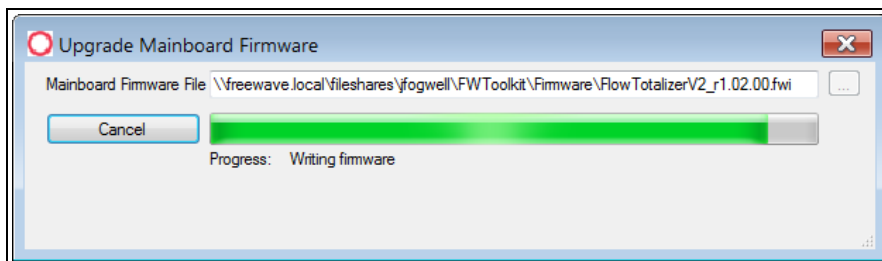 Upgrade Mainboard Firmware
Mainboard Firmware File \\freewave.local\fileshares\jfogwell\FWToolkit\Firmware\FlowTotalizerV2_r1.02.00.fwi ...
Cancel
Progress: Writing firmware